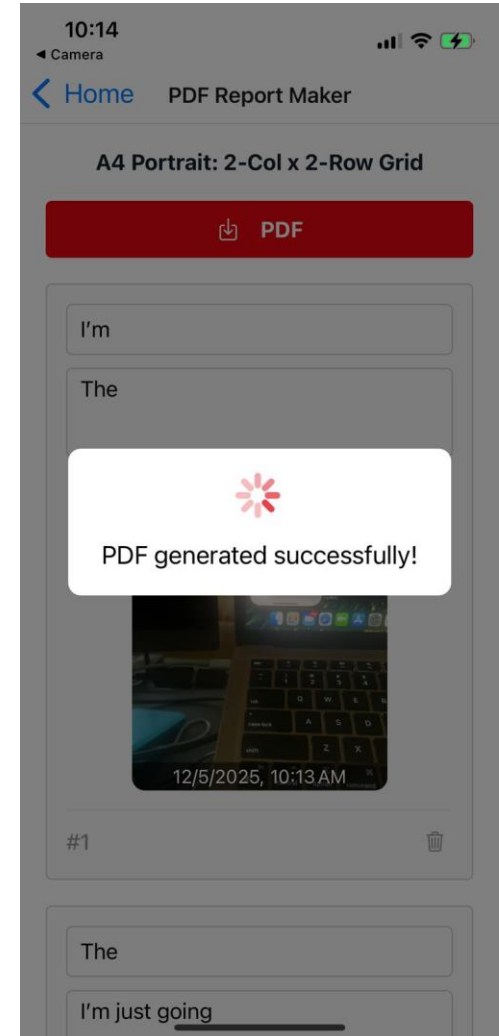 10:14
◀ Camera
Home PDF Report Maker
A4 Portrait: 2-Col x 2-Row Grid
PDF
I'm
The
PDF generated successfully!
12/5/2025, 10:13 AM
#1
The
I'm just going